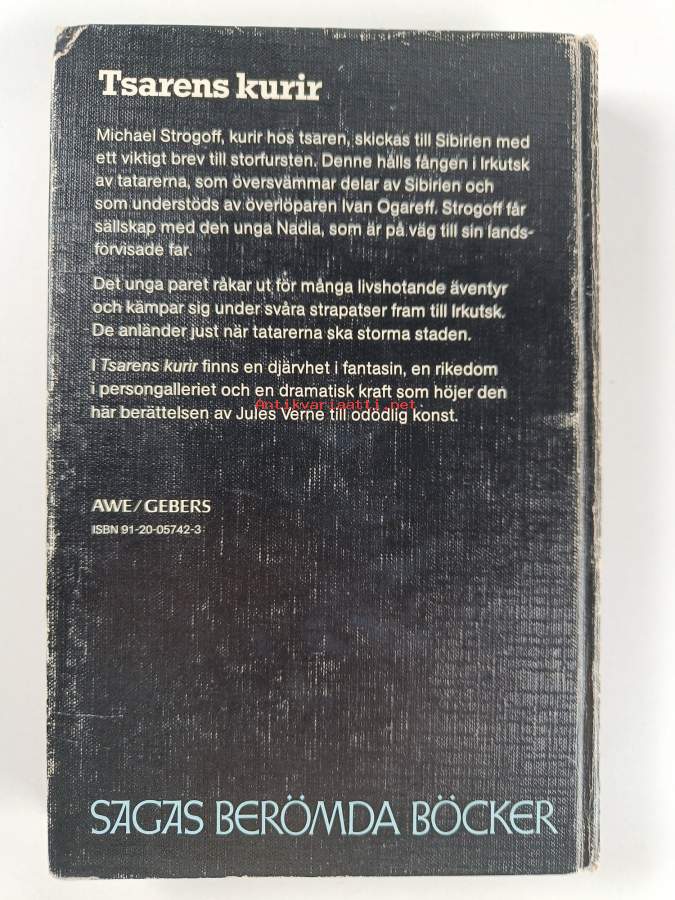 Tsarens kurir
Michael Strogoff, kurir hos tsaren, skickas till Sibirien med
ett viktigt brev till storfursten. Denne hålls fången i Irkutsk
av tatarerna, som översvämmar delar av Sibirien och
som understöds av överlöparen Ivan Ogareff. Strogoff får
sällskap med den unga Nadia, som är på väg till sin lands-
förvisade far.
Det unga paret råkar ut för många livshotande äventyr
och kämpar sig under svåra strapatser fram till Irkutsk.
De anländer just när tatarerna ska storma staden.
I Tsarens kurir finns en djärvhet i fantasin, en rikedom
i persongalleriet och en dramatisk kraft som höjer den
här berättelsen av Jules Verne till odödlig konst.
Antikvariaatti.net
AWE/GEBERS
ISBN 91-20-05742-3
SAGAS BERÖMDA BÖCKER